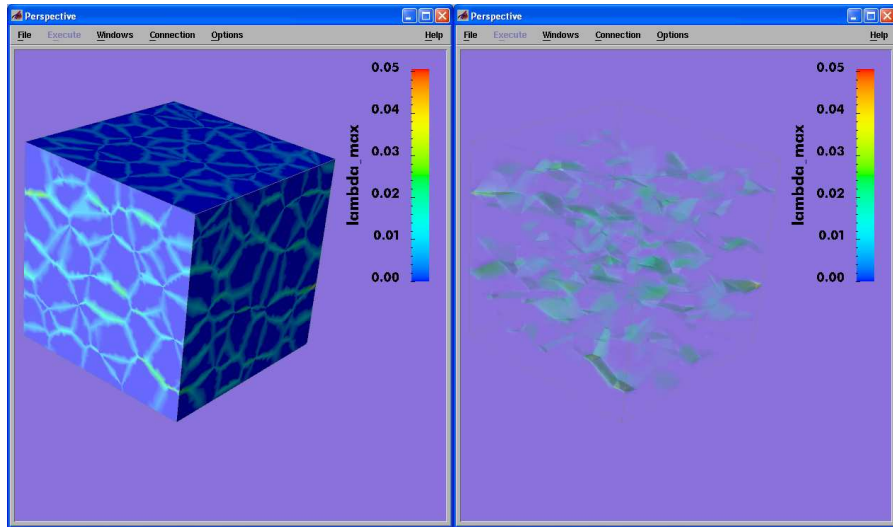 Perspective
File Execute Windows Connection Options Help
0.05
0.04
0.03
0.02
0.01
0.00
lambda_max
Perspective
File Execute Windows Connection Options Help
0.05
0.04
0.03
0.02
0.01
0.00
lambda_max